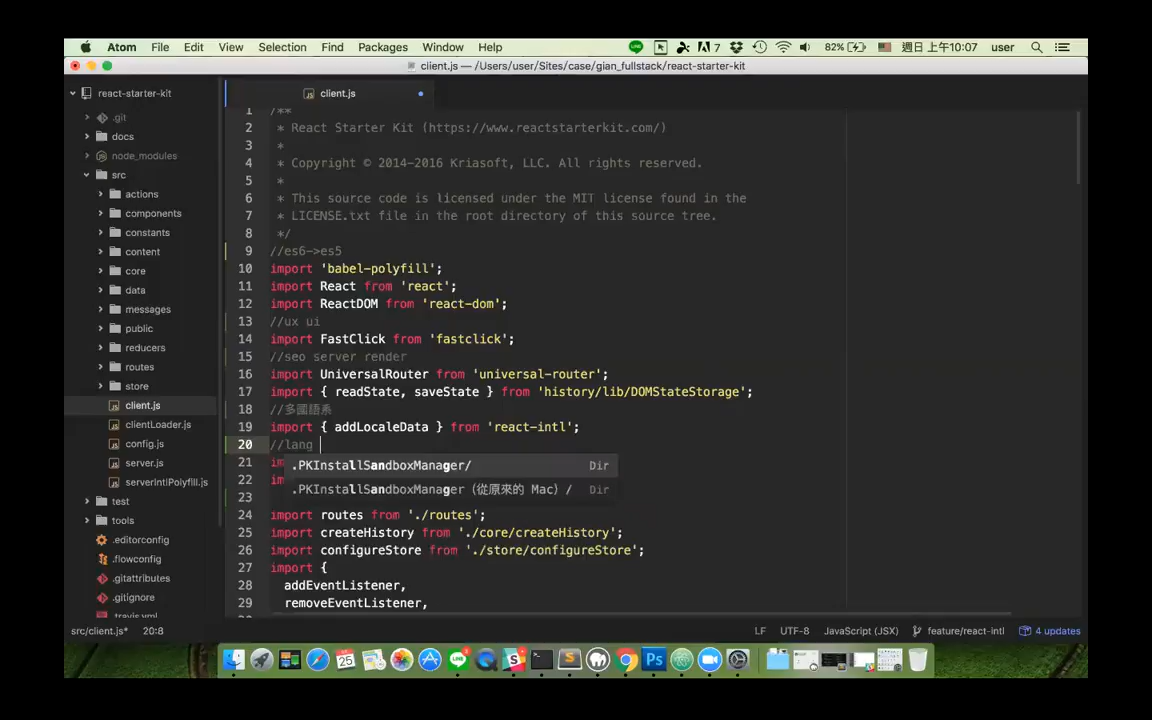 Atom File Edit View Selection Find Packages Window Help 7 82% 週日 上午10:07 user
client.js — /Users/user/Sites/case/gian_fullstack/react-starter-kit
react-starter-kit
.git
docs
node_modules
src
actions
components
constants
content
core
data
messages
public
reducers
routes
store
client.js
clientLoader.js
config.js
server.js
serverIntlPolyfill.js
test
tools
.editorconfig
.flowconfig
.gitattributes
.gitignore
.travis.yml
client.js
1 /**
2 * React Starter Kit (https://www.reactstarterkit.com/)
3 *
4 * Copyright © 2014-2016 Kriasoft, LLC. All rights reserved.
5 *
6 * This source code is licensed under the MIT license found in the
7 * LICENSE.txt file in the root directory of this source tree.
8 */
9 //es6->es5
10 import 'babel-polyfill';
11 import React from 'react';
12 import ReactDOM from 'react-dom';
13 //ux ui
14 import FastClick from 'fastclick';
15 //seo server render
16 import UniversalRouter from 'universal-router';
17 import { readState, saveState } from 'history/lib/DOMStateStorage';
18 //多國語系
19 import { addLocaleData } from 'react-intl';
20 //lang
21
.PKInstallSandboxManager/ Dir
22
.PKInstallSandboxManager (從原來的 Mac) / Dir
23
24 import routes from './routes';
25 import createHistory from './core/createHistory';
26 import configureStore from './store/configureStore';
27 import {
28 addEventListener,
29 removeEventListener,
src/client.js* 20:8 LF UTF-8 JavaScript (JSX) feature/react-intl 4 updates